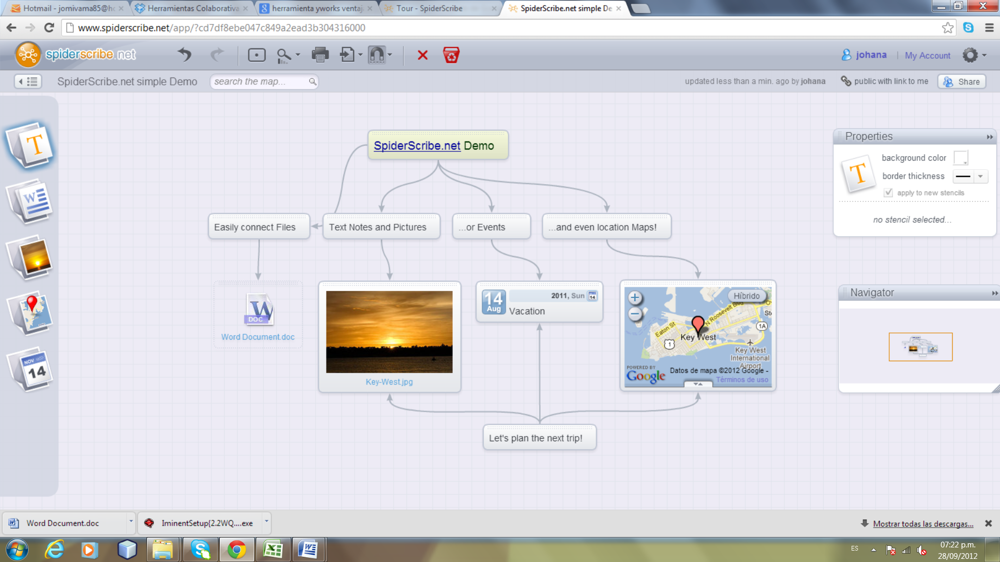 Hotmail - jomivama85@ho
Herramientas Colaborativa
herramienta yworks ventaj
Tour - SpiderScribe
SpiderScribe.net simple De
www.spiderscribe.net/app/?cd7df8ebe047c849a2ead3b304316000
spiderscribe.net
johana
My Account
SpiderScribe.net simple Demo
search the map...
updated less than a min. ago by johana
public with link to me
Share
SpiderScribe.net Demo
Properties
background color
border thickness
apply to new stencils
no stencil selected...
Easily connect Files
Text Notes and Pictures
...or Events
...and even location Maps!
DOC
Word Document.doc
Key-West.jpg
14
Aug
2011, Sun
14
Vacation
Híbrido
N Roosevelt Blvd
Eaton St
1A
1
Key West
Key West
International
Airport
POWERED BY
Google
Datos de mapa ©2012 Google -
Términos de uso
Let's plan the next trip!
Navigator
T
W
NOV
14
Word Document.doc
IminentSetup{2.2WQ....exe
Mostrar todas las descargas...
ES
07:22 p.m.
28/09/2012